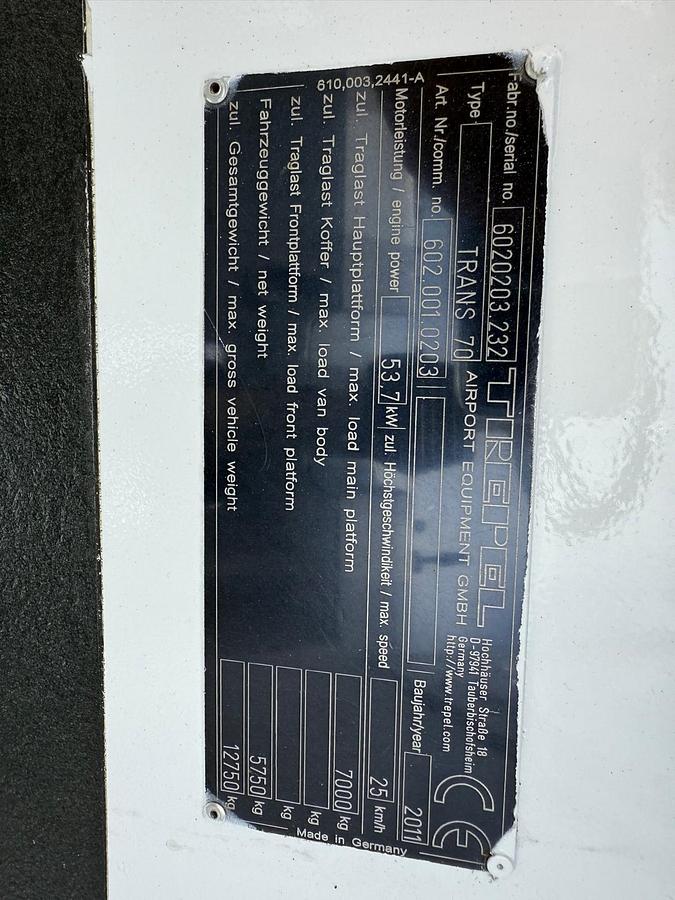 Fabr.no./serial no. 6020203.232 TREPEL
Hochhäuser Straße 18
D-97941 Tauberbischofsheim
Germany
http://www.trepel.com
Type TRANS 70 AIRPORT EQUIPMENT GMBH
CE
Art. Nr./comm. no. 602.001.0203 Baujahr/year 2011
Motorleistung / engine power 53,7 kW zul. Höchstgeschwindikeit / max. speed 25 km/h
zul. Traglast Hauptplattform / max. load main platform 7000 kg
zul. Traglast Koffer / max. load van body kg
zul. Traglast Frontplattform / max. load front platform kg
Fahrzeuggewicht / net weight 5750 kg
zul. Gesamtgewicht / max. gross vehicle weight 12750 kg
610,003,2441-A
Made in Germany